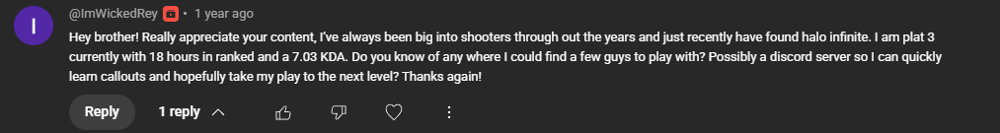 I
@ImWickedRey • 1 year ago
Hey brother! Really appreciate your content, I've always been big into shooters through out the years and just recently have found halo infinite. I am plat 3
currently with 18 hours in ranked and a 7.03 KDA. Do you know of any where I could find a few guys to play with? Possibly a discord server so I can quickly
learn callouts and hopefully take my play to the next level? Thanks again!
Reply 1 reply